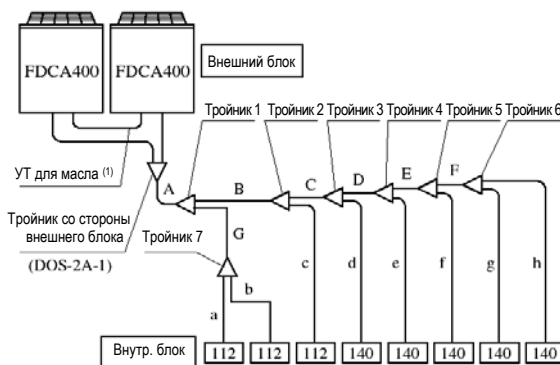 FDCA400
FDCA400
Внешний блок
Тройник 1
Тройник 2
Тройник 3
Тройник 4
Тройник 5
Тройник 6
УТ для масла (1)
A
B
C
D
E
F
Тройник со стороны
внешнего блока
(DOS-2A-1)
Тройник 7
G
a
b
c
d
e
f
g
h
Внутр. блок
112
112
112
140
140
140
140
140